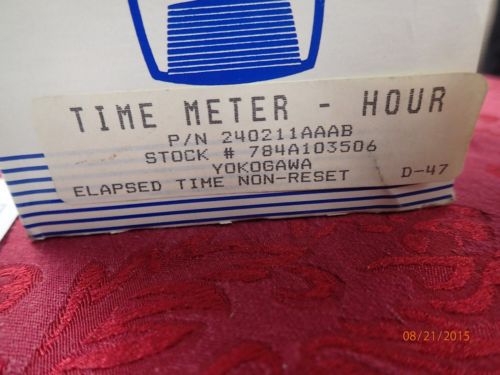 TIME METER - HOUR
P/N 240211AAAB
STOCK # 784A103506
YOKOGAWA
ELAPSED TIME NON-RESET D-47
08/21/2015